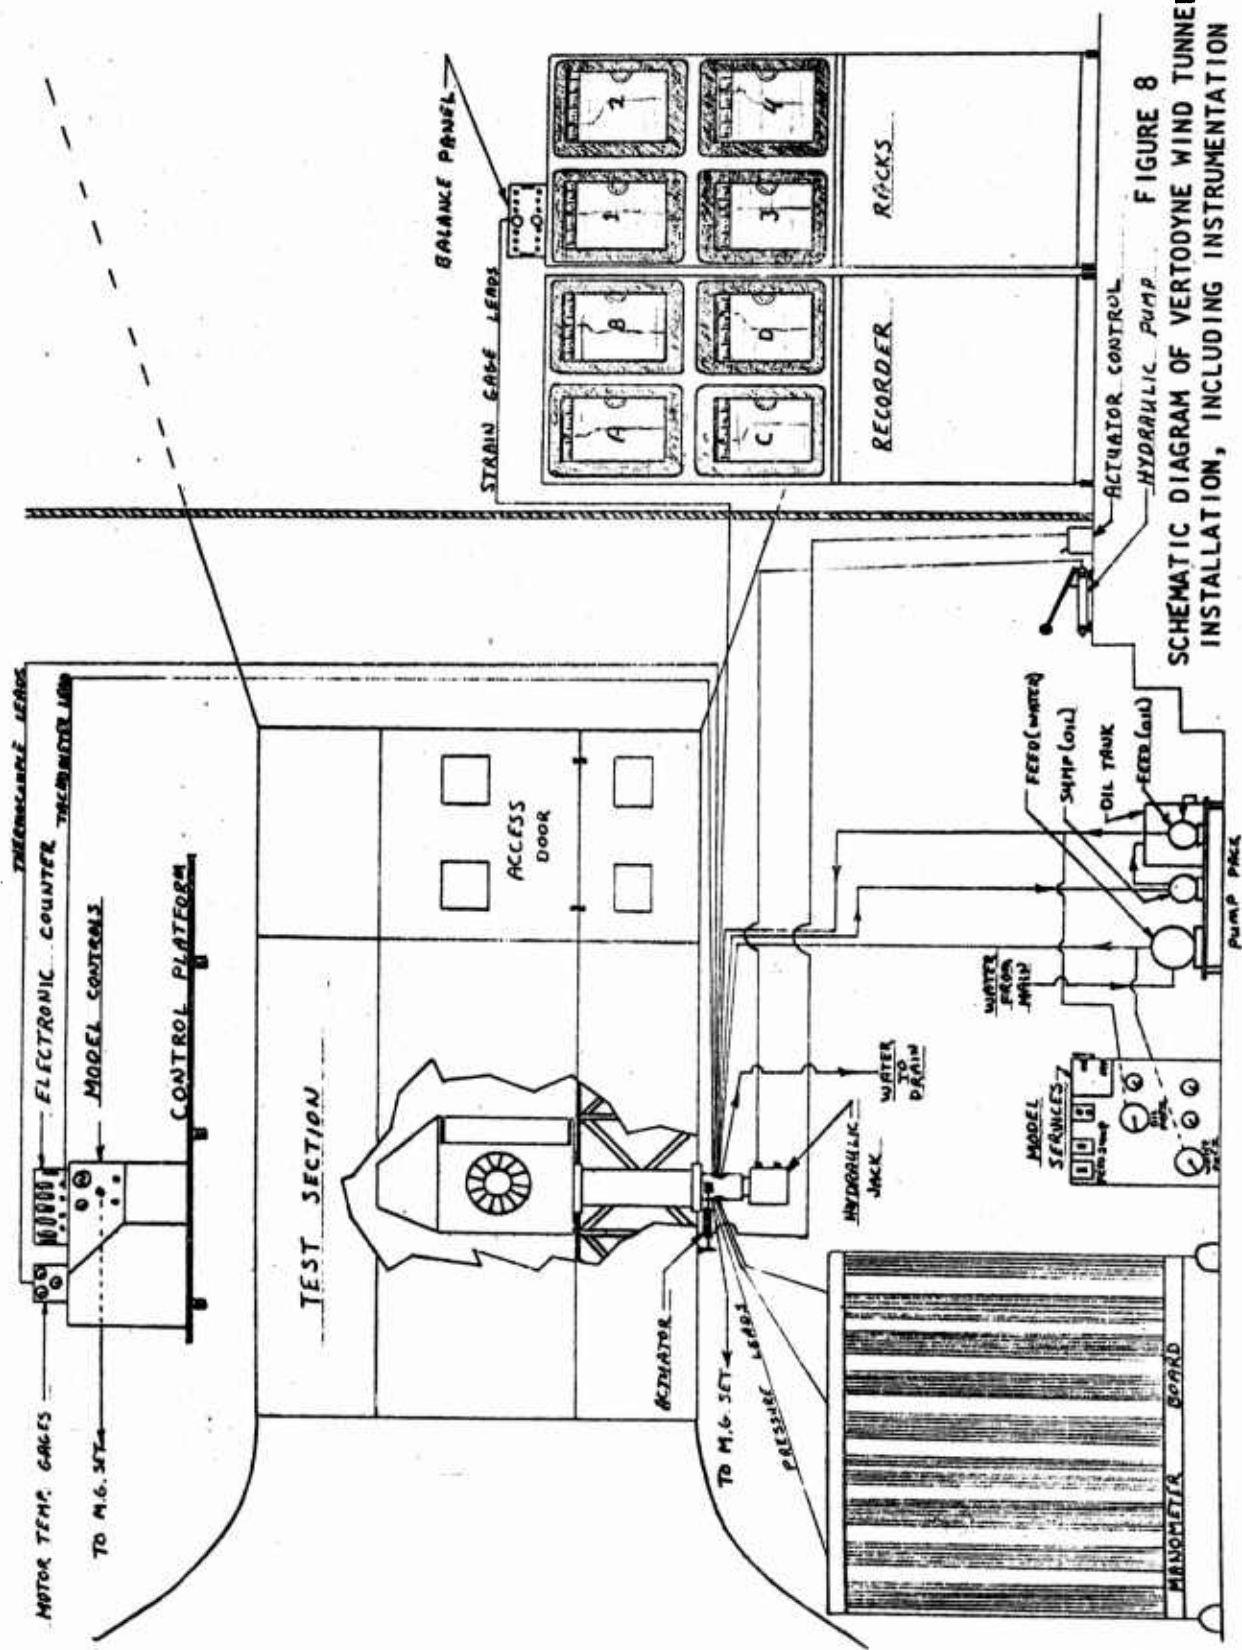 THERMOCOUPLE LEADS
TACHOMETER LEAD
MOTOR TEMP. GAGES
ELECTRONIC COUNTER
TO M.G. SET
MODEL CONTROLS
CONTROL PLATFORM
TEST SECTION
ACCESS
DOOR
BALANCE PANEL
STRAIN GAGE LEADS
A
B
1
2
C
D
3
4
RECORDER
RACKS
ACTUATOR
TO M.G. SET
PRESSURE LEADS
HYDRAULIC
JACK
WATER
TO
DRAIN
WATER
FROM
MAIN
MODEL
SERVICES
FEED (WATER)
SUMP (OIL)
OIL TANK
FEED (OIL)
PUMP PACK
ACTUATOR CONTROL
HYDRAULIC PUMP
MANOMETER BOARD
FIGURE 8
SCHEMATIC DIAGRAM OF VERTODYNE WIND TUNNEL
INSTALLATION, INCLUDING INSTRUMENTATION